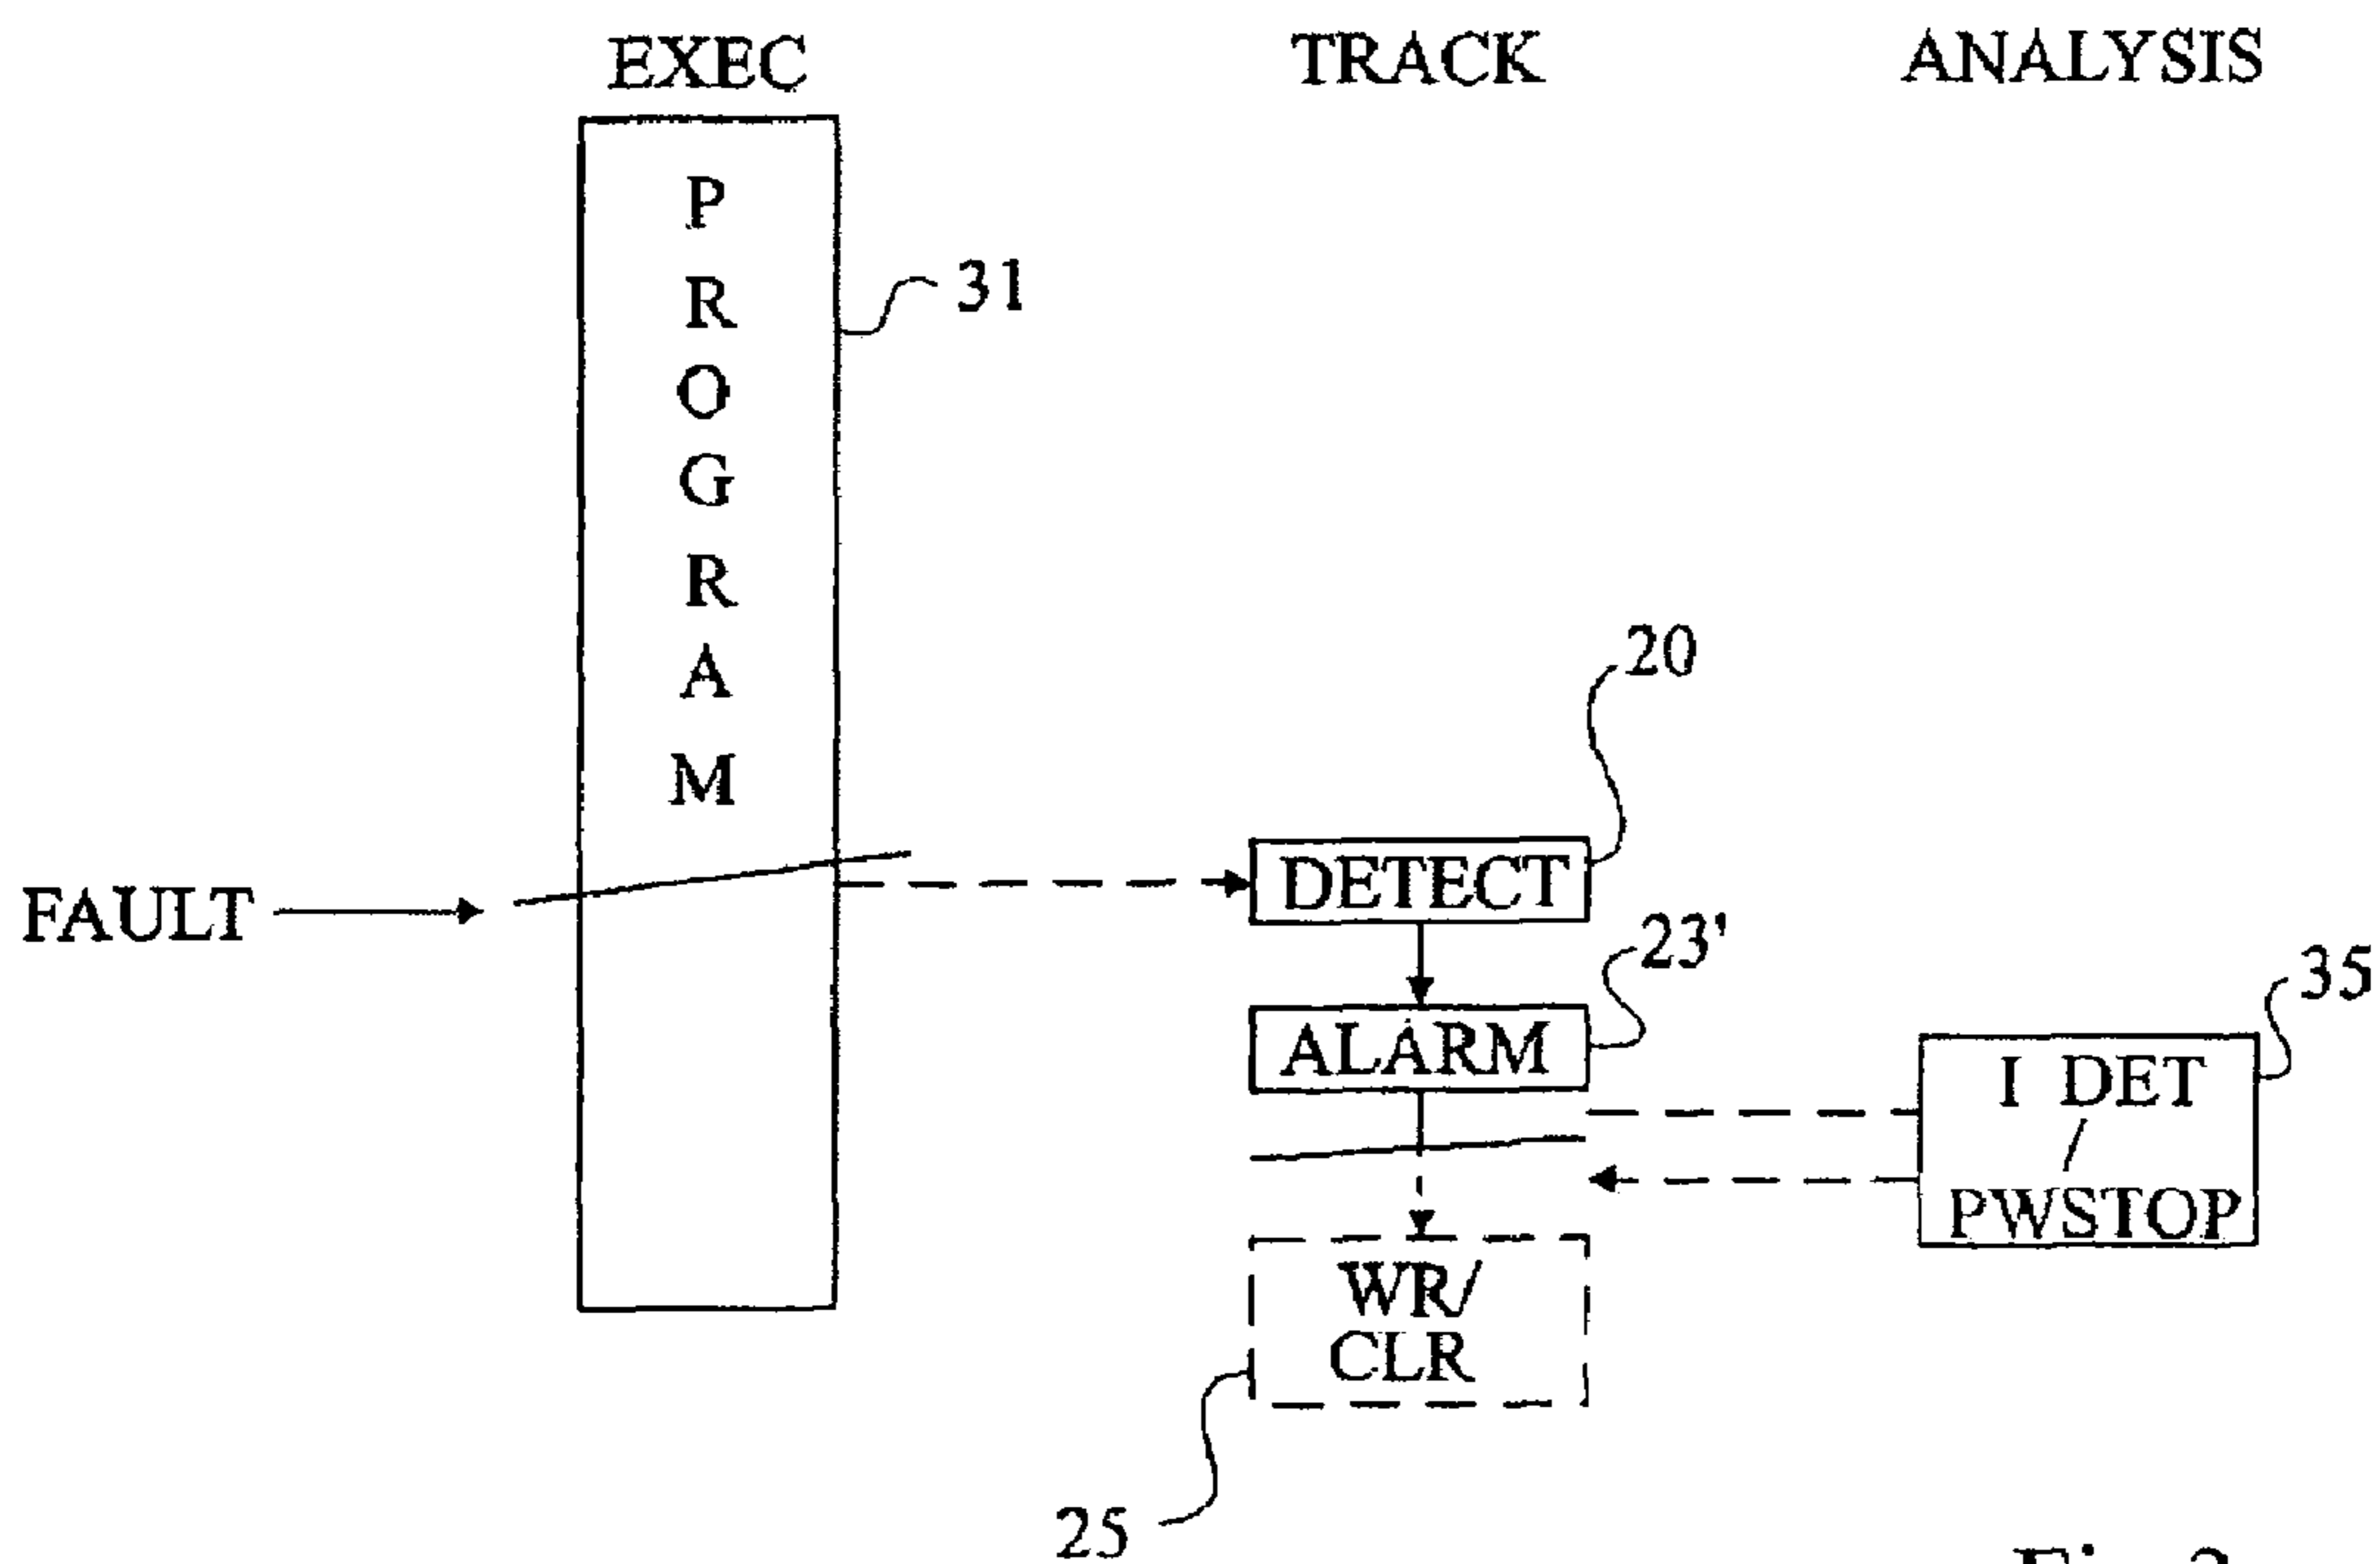 EXEC TRACK ANALYSIS
P
R
O
G
R
A
M
31
20
FAULT
DETECT
23'
ALARM
35
I DET
/
PWSTOP
WR/
CLR
25